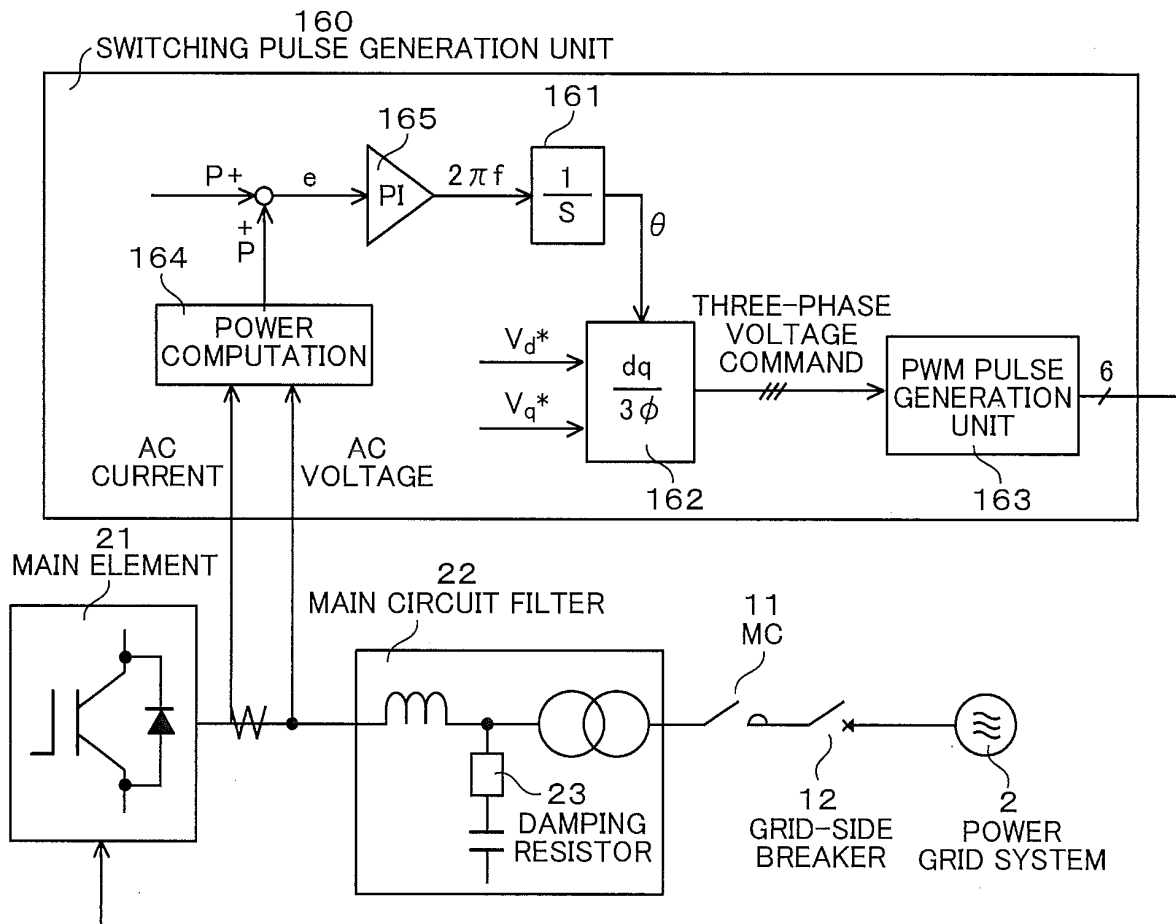 160
SWITCHING PULSE GENERATION UNIT
165
161
P+
e
PI
2πf
1
S
θ
+
P
164
POWER
COMPUTATION
THREE-PHASE
VOLTAGE
COMMAND
Vd*
Vq*
dq
3ϕ
PWM PULSE
GENERATION
UNIT
6
AC
CURRENT
AC
VOLTAGE
162
163
21
MAIN ELEMENT
22
MAIN CIRCUIT FILTER
11
MC
23
DAMPING
RESISTOR
12
GRID-SIDE
BREAKER
2
POWER
GRID SYSTEM